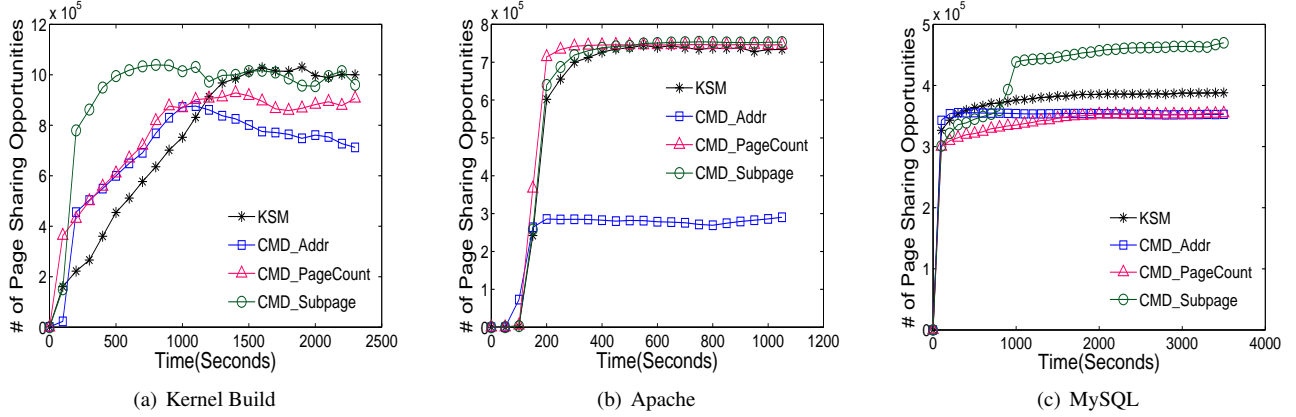 x 10^5
# of Page Sharing Opportunities
12
10
8
6
4
2
0
0
500
1000
1500
2000
2500
Time(Seconds)
KSM
CMD_Addr
CMD_PageCount
CMD_Subpage
(a) Kernel Build
x 10^5
# of Page Sharing Opportunities
8
7
6
5
4
3
2
1
0
0
200
400
600
800
1000
1200
Time(Seconds)
KSM
CMD_Addr
CMD_PageCount
CMD_Subpage
(b) Apache
x 10^5
# of Page Sharing Opportunities
5
4
3
2
1
0
0
1000
2000
3000
4000
Time(Seconds)
KSM
CMD_Addr
CMD_PageCount
CMD_Subpage
(c) MySQL